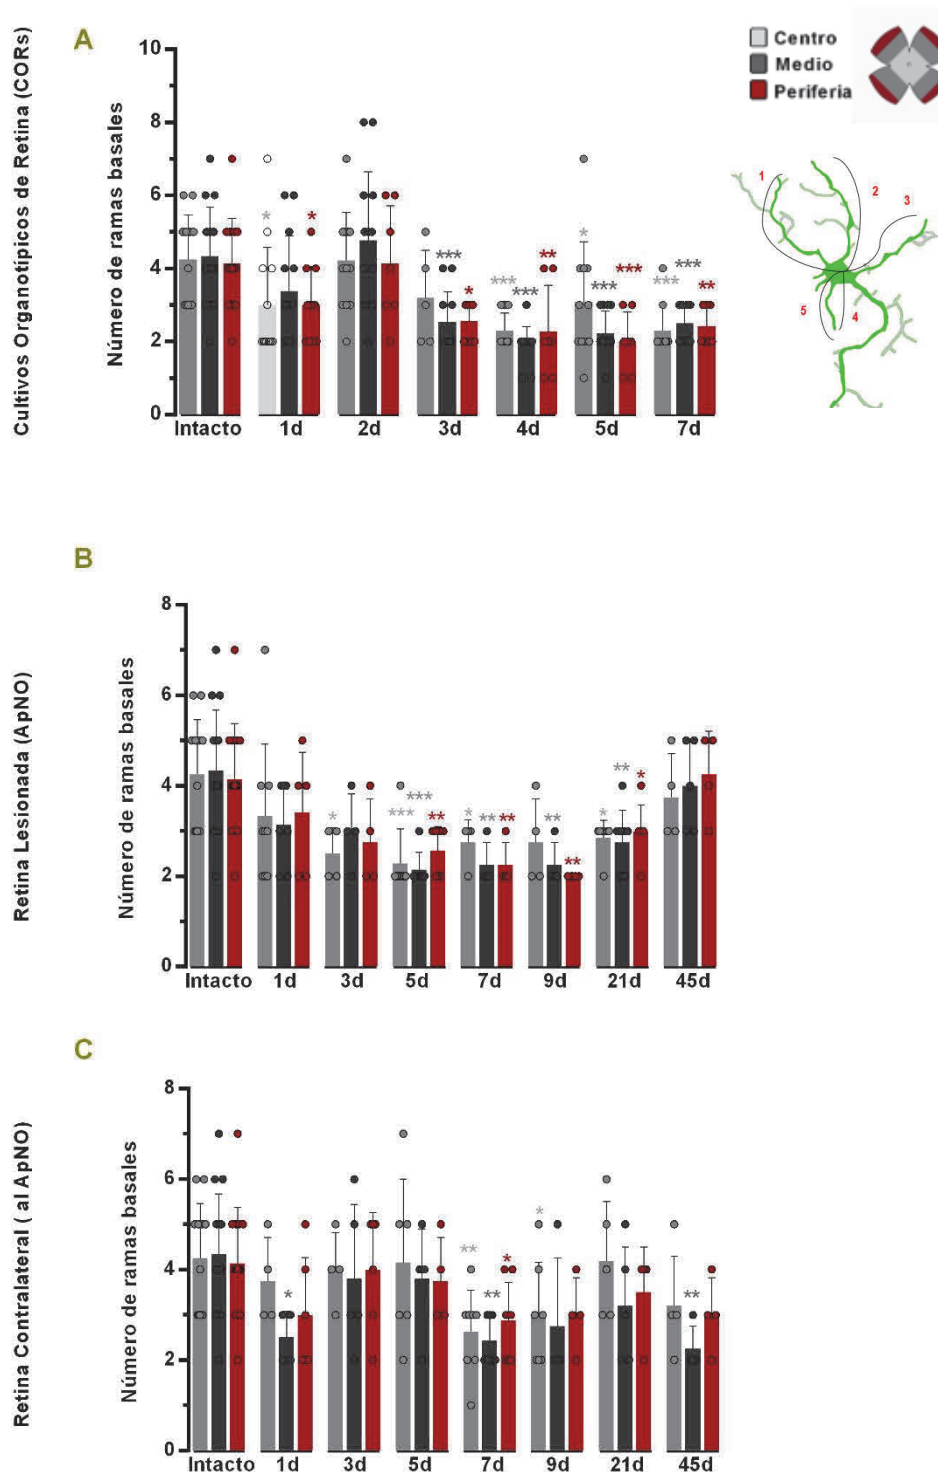 A
Centro
Medio
Periferia
Cultivos Organotípicos de Retina (CORs)
Número de ramas basales
10
8
6
4
2
0
* * *** * *** *** ** * *** *** *** *** **
Intacto 1d 2d 3d 4d 5d 7d
1 2 3 4 5
B
Retina Lesionada (ApNO)
Número de ramas basales
8
6
4
2
0
* *** *** ** * ** ** ** ** * ** *
Intacto 1d 3d 5d 7d 9d 21d 45d
C
Retina Contralateral ( al ApNO)
Número de ramas basales
8
6
4
2
0
* ** ** * * **
Intacto 1d 3d 5d 7d 9d 21d 45d